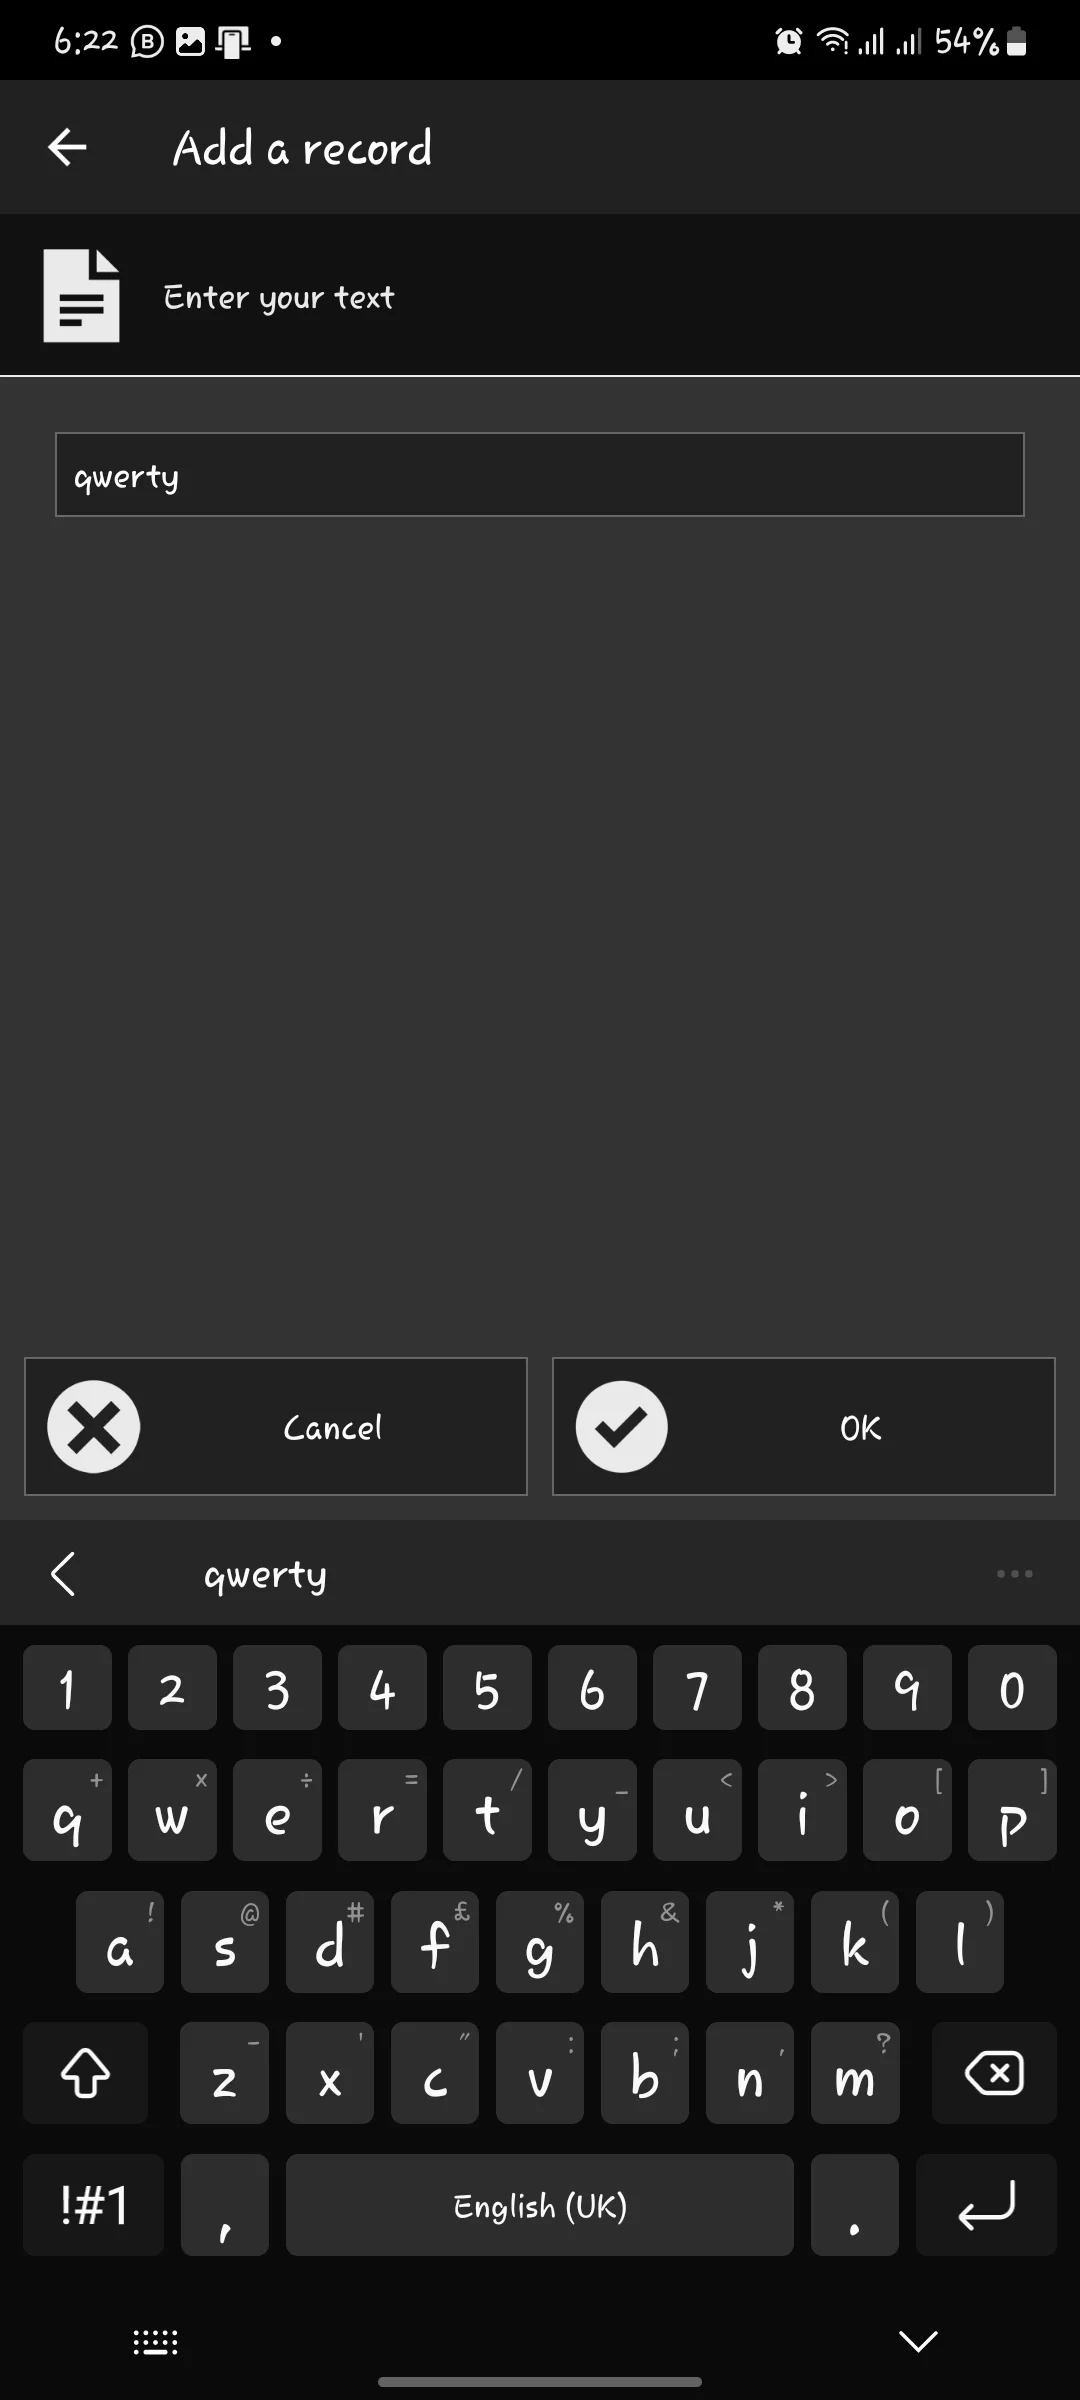 6:22 B 54%
Add a record
Enter your text
qwerty
Cancel OK
qwerty
1 2 3 4 5 6 7 8 9 0
+ × ÷ = / _ < > [ ]
q w e r t y u i o p
! @ # £ % & * ( )
a s d f g h j k l
- ' " : ; , ?
z x c v b n m
!#1 , English (UK) .